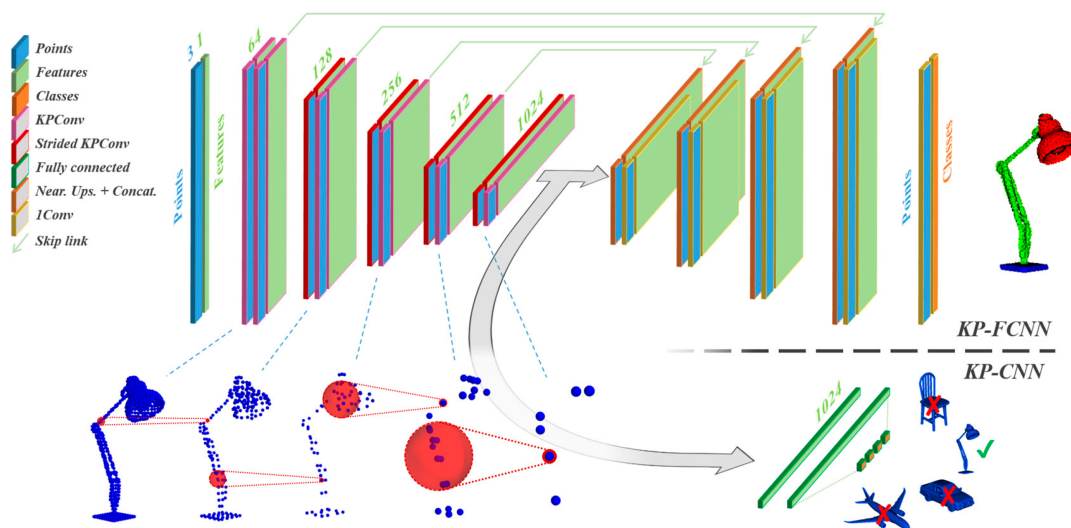 Points
Features
Classes
KPConv
Strided KPConv
Fully connected
Near. Ups. + Concat.
1Conv
Skip link
3
1
64
128
256
512
1024
Points
Features
Points
Classes
KP-FCNN
KP-CNN
1024